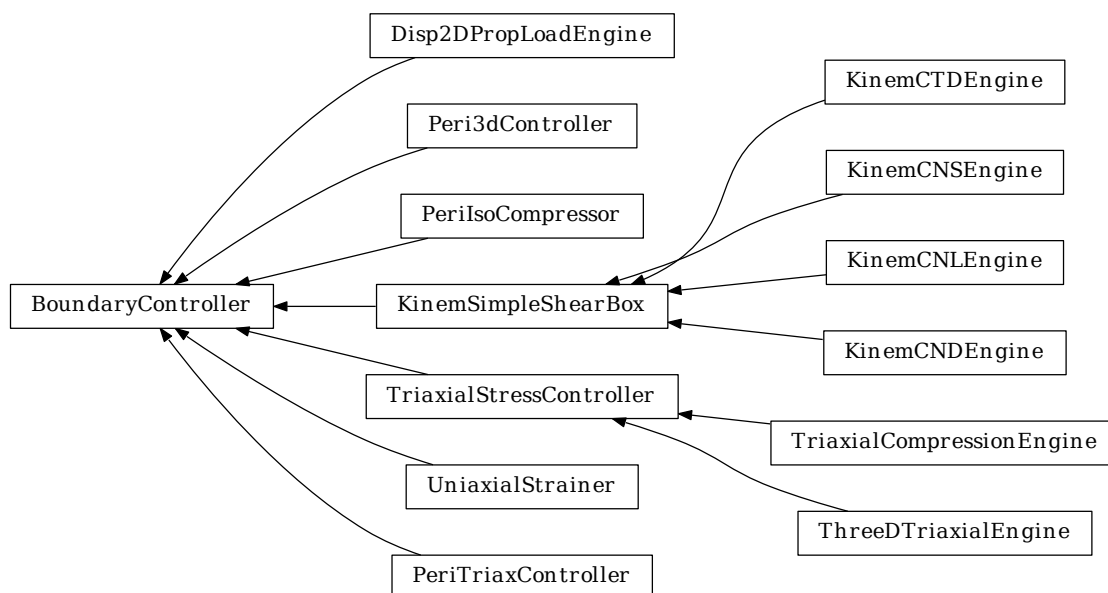 Disp2DPropLoadEngine
KinemCTDEngine
Peri3dController
KinemCNSEngine
PeriIsoCompressor
KinemCNLEngine
BoundaryController
KinemSimpleShearBox
KinemCNDEngine
TriaxialStressController
TriaxialCompressionEngine
UniaxialStrainer
ThreeDTriaxialEngine
PeriTriaxController